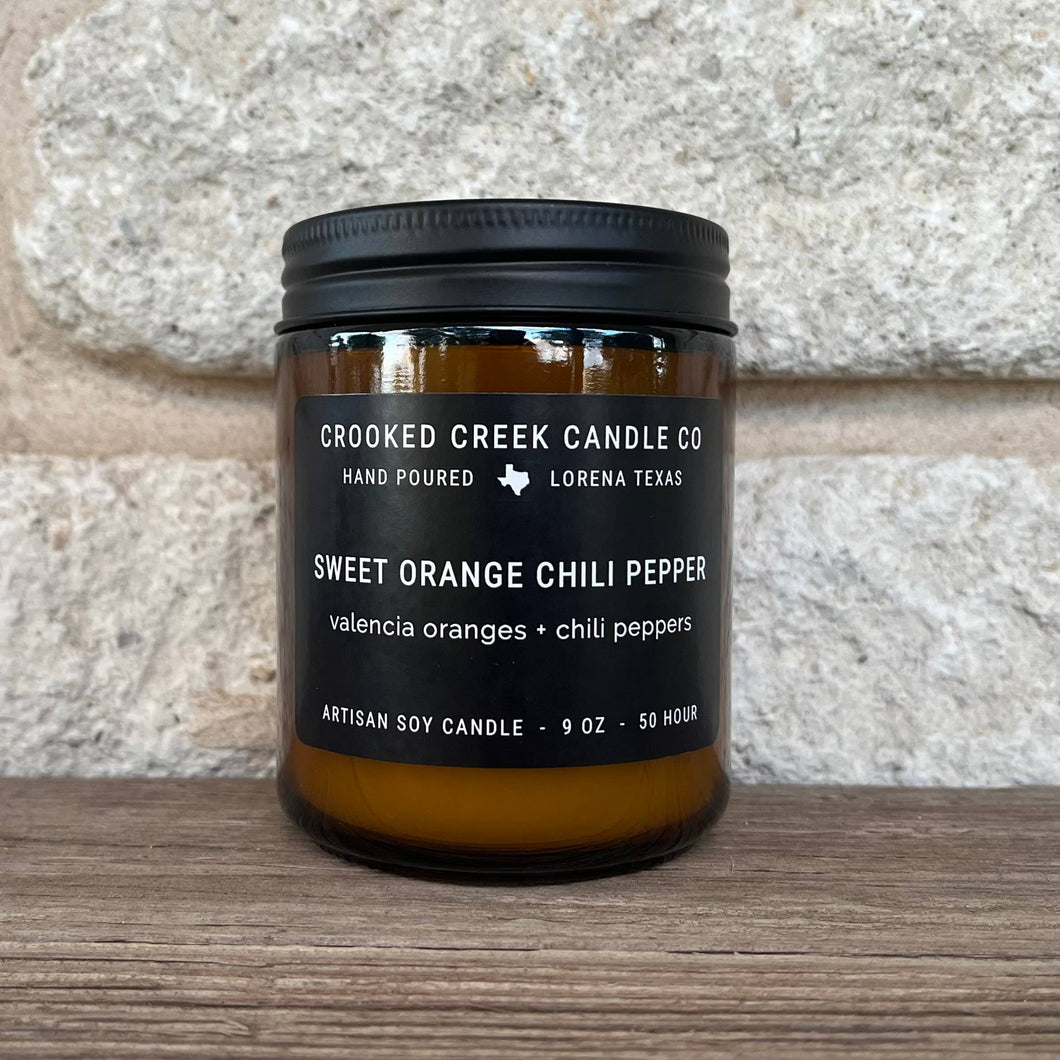 CROOKED CREEK CANDLE CO
HAND POURED LORENA TEXAS
SWEET ORANGE CHILI PEPPER
valencia oranges + chili peppers
ARTISAN SOY CANDLE - 9 OZ - 50 HOUR